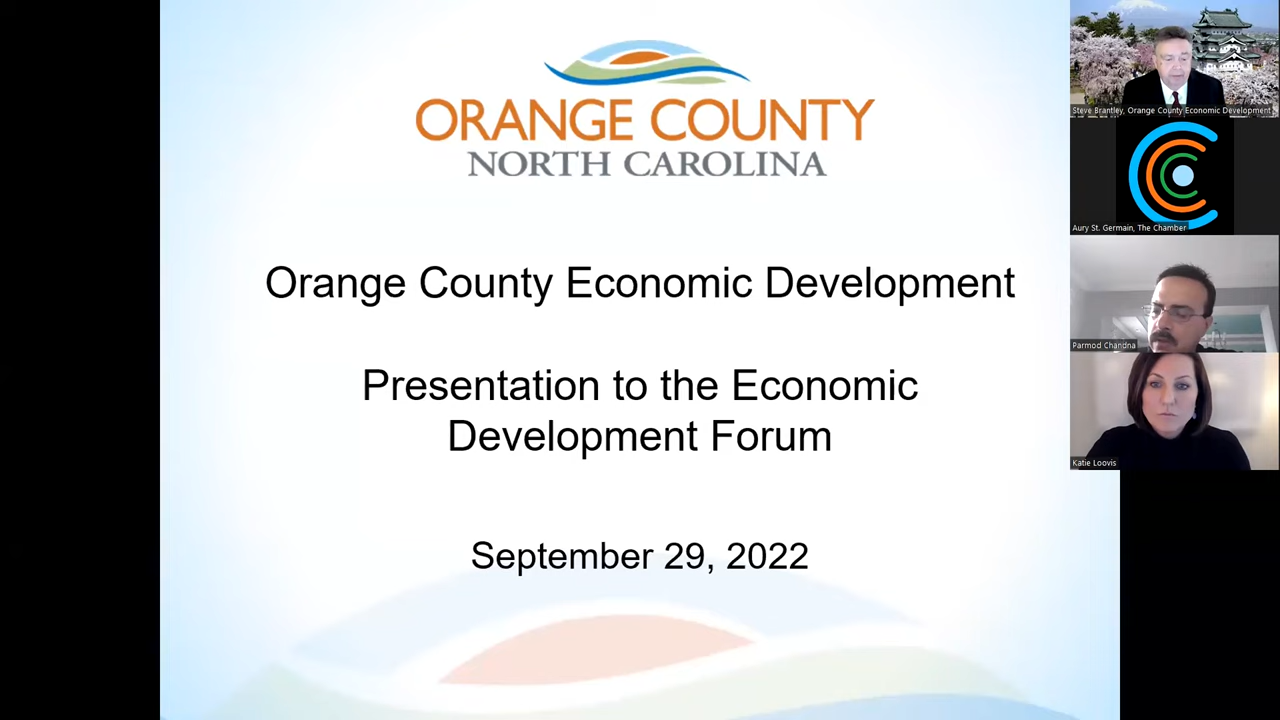 ORANGE COUNTY
NORTH CAROLINA
Orange County Economic Development
Presentation to the Economic
Development Forum
September 29, 2022
Steve Brantley, Orange County Economic Development
Aury St. Germain, The Chamber
Parmod Chandna
Katie Loovis